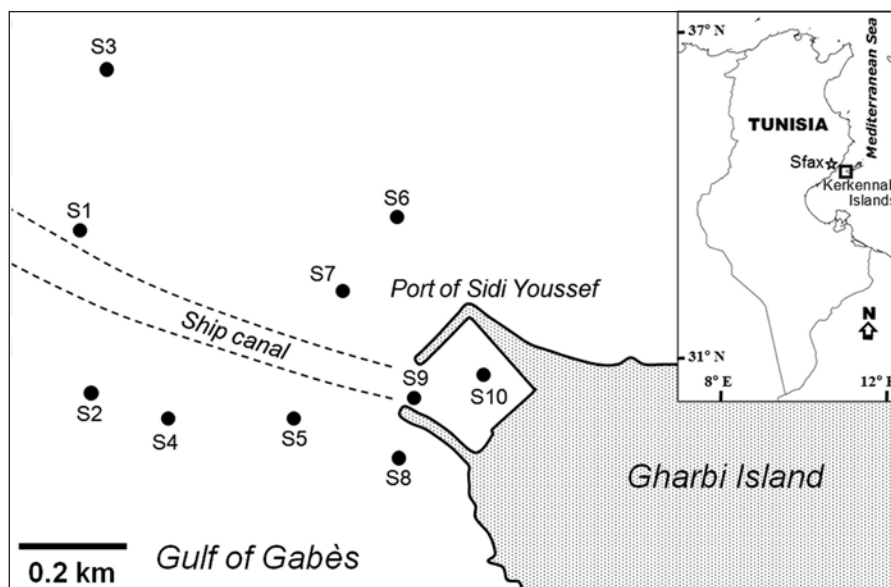 S3
37° N
Mediterranean Sea
TUNISIA
Sfax
Kerkennah
Islands
N
31° N
8° E
12° E
S1
S6
S7
Port of Sidi Youssef
Ship canal
S9
S10
S2
S4
S5
S8
Gharbi Island
0.2 km
Gulf of Gabès